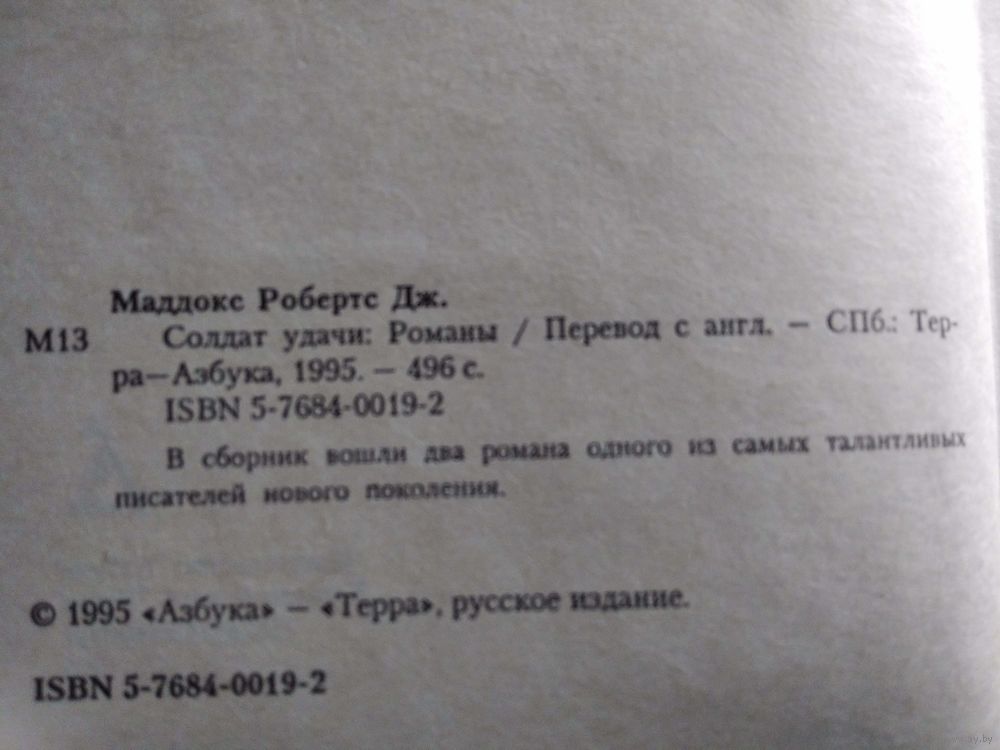 Маддокс Робертс Дж.
М13 Солдат удачи: Романы / Перевод с англ. — СПб.: Тер-
ра—Азбука, 1995. — 496 с.
ISBN 5-7684-0019-2
В сборник вошли два романа одного из самых талантливых
писателей нового поколения.
© 1995 «Азбука» — «Терра», русское издание.
ISBN 5-7684-0019-2